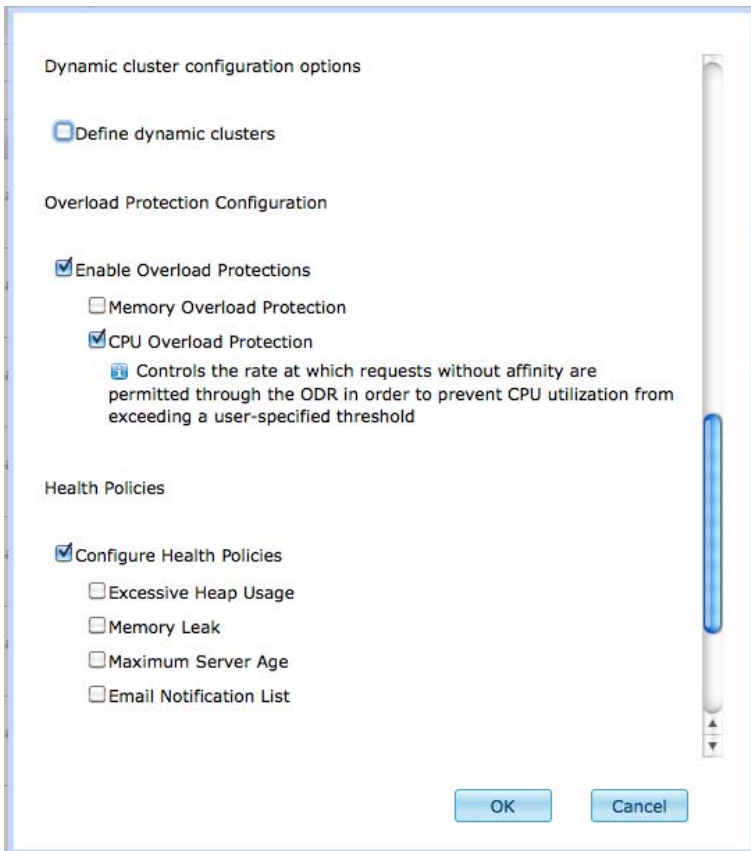 Dynamic cluster configuration options
Define dynamic clusters
Overload Protection Configuration
Enable Overload Protections
Memory Overload Protection
CPU Overload Protection
Controls the rate at which requests without affinity are
permitted through the ODR in order to prevent CPU utilization from
exceeding a user-specified threshold
Health Policies
Configure Health Policies
Excessive Heap Usage
Memory Leak
Maximum Server Age
Email Notification List
OK
Cancel